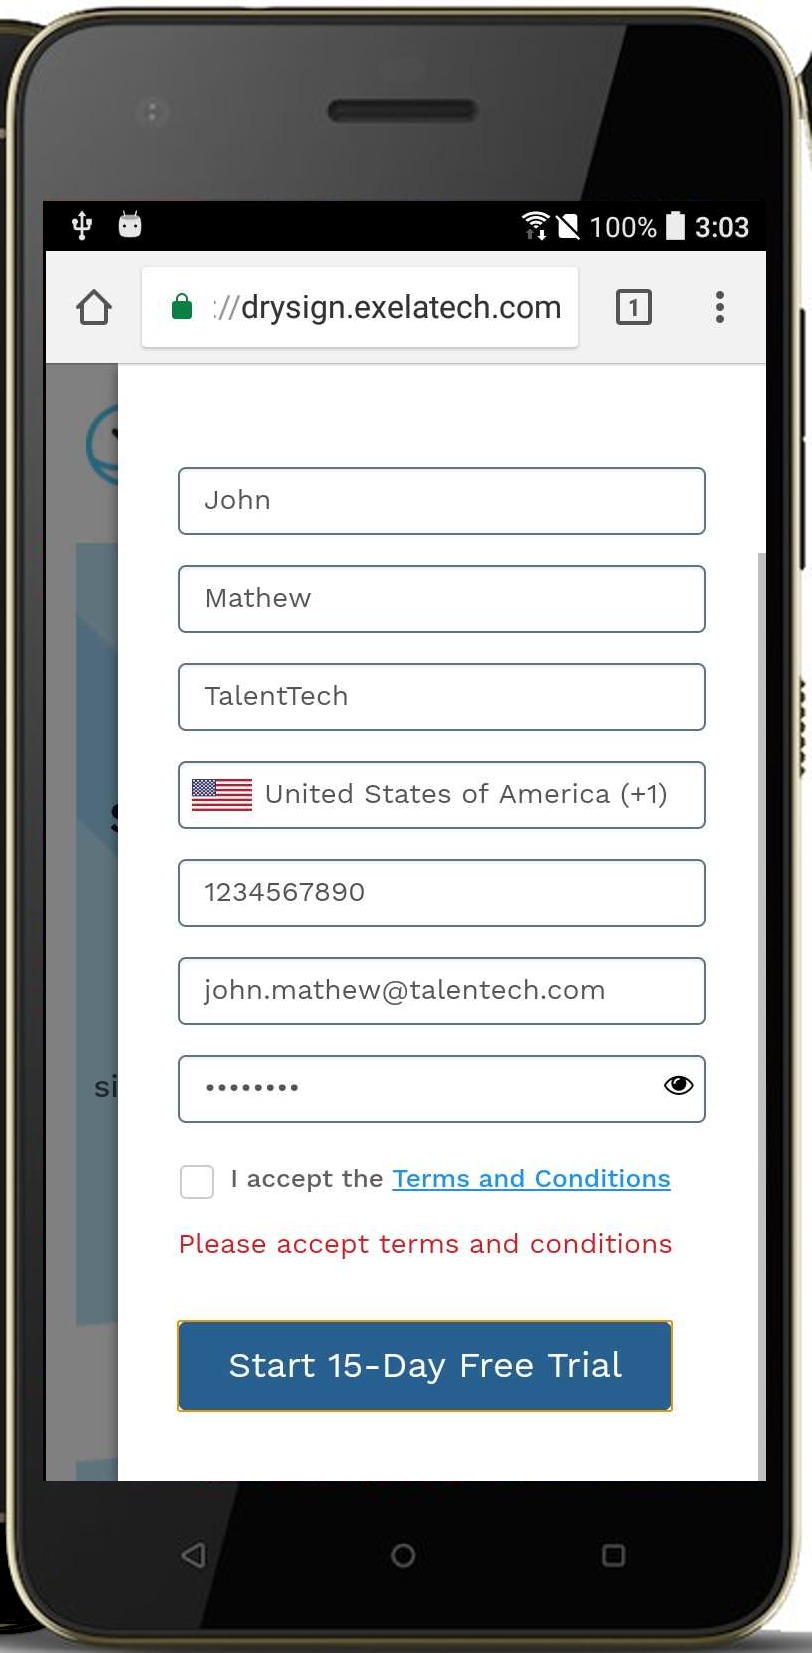 100% 3:03
://drysign.exelatech.com 1
John
Mathew
TalentTech
United States of America (+1)
1234567890
john.mathew@talentech.com
si
••••••••
I accept the Terms and Conditions
Please accept terms and conditions
Start 15-Day Free Trial